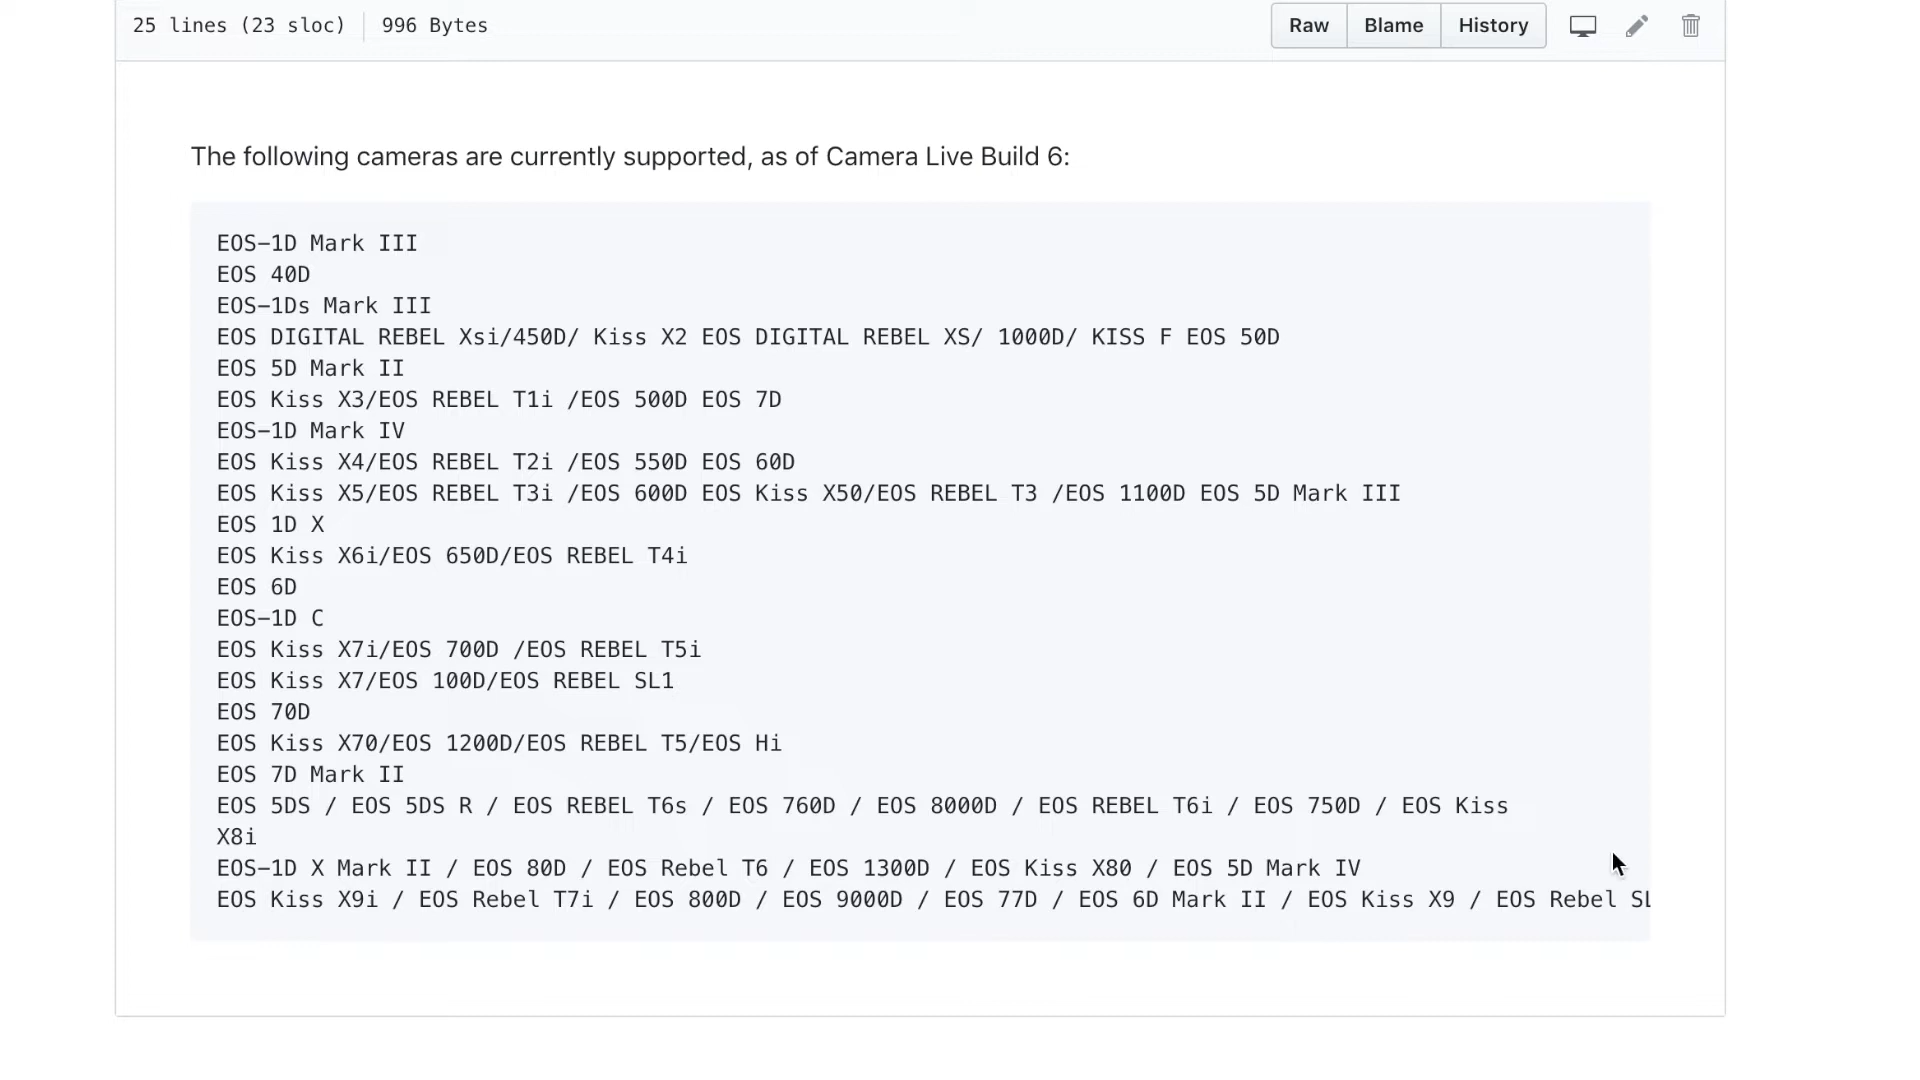 25 lines (23 sloc) 996 Bytes Raw Blame History
The following cameras are currently supported, as of Camera Live Build 6:
EOS-1D Mark III
EOS 40D
EOS-1Ds Mark III
EOS DIGITAL REBEL Xsi/450D/ Kiss X2 EOS DIGITAL REBEL XS/ 1000D/ KISS F EOS 50D
EOS 5D Mark II
EOS Kiss X3/EOS REBEL T1i /EOS 500D EOS 7D
EOS-1D Mark IV
EOS Kiss X4/EOS REBEL T2i /EOS 550D EOS 60D
EOS Kiss X5/EOS REBEL T3i /EOS 600D EOS Kiss X50/EOS REBEL T3 /EOS 1100D EOS 5D Mark III
EOS 1D X
EOS Kiss X6i/EOS 650D/EOS REBEL T4i
EOS 6D
EOS-1D C
EOS Kiss X7i/EOS 700D /EOS REBEL T5i
EOS Kiss X7/EOS 100D/EOS REBEL SL1
EOS 70D
EOS Kiss X70/EOS 1200D/EOS REBEL T5/EOS Hi
EOS 7D Mark II
EOS 5DS / EOS 5DS R / EOS REBEL T6s / EOS 760D / EOS 8000D / EOS REBEL T6i / EOS 750D / EOS Kiss
X8i
EOS-1D X Mark II / EOS 80D / EOS Rebel T6 / EOS 1300D / EOS Kiss X80 / EOS 5D Mark IV
EOS Kiss X9i / EOS Rebel T7i / EOS 800D / EOS 9000D / EOS 77D / EOS 6D Mark II / EOS Kiss X9 / EOS Rebel SL